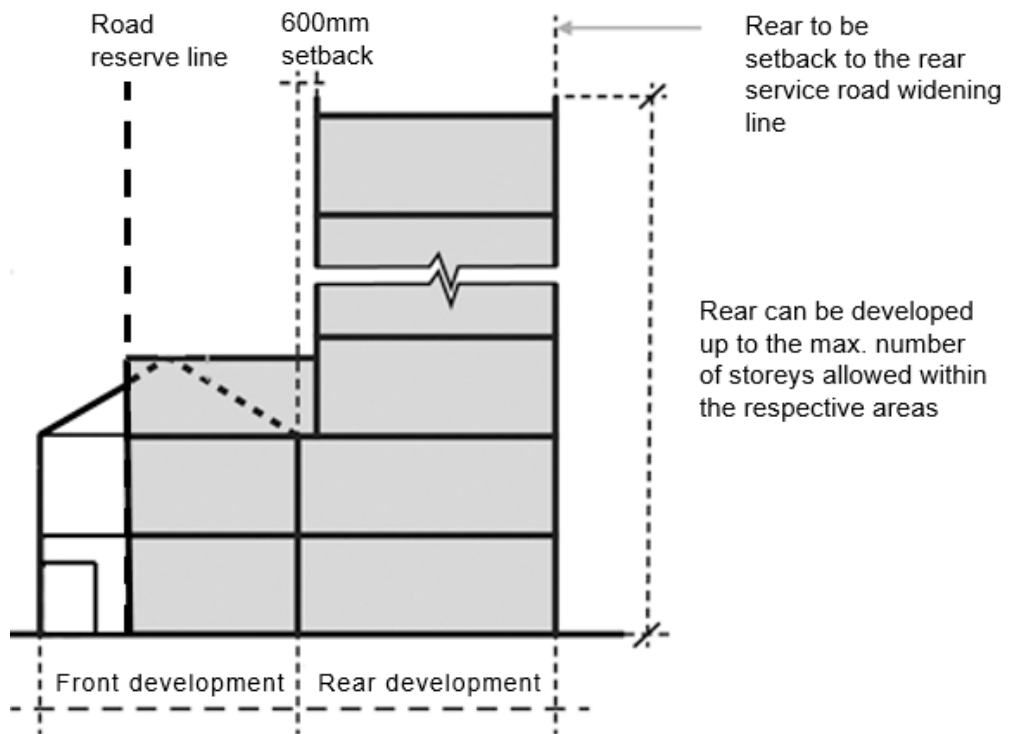 Road
reserve line
600mm
setback
Rear to be
setback to the rear
service road widening
line
Rear can be developed
up to the max. number
of storeys allowed within
the respective areas
Front development
Rear development